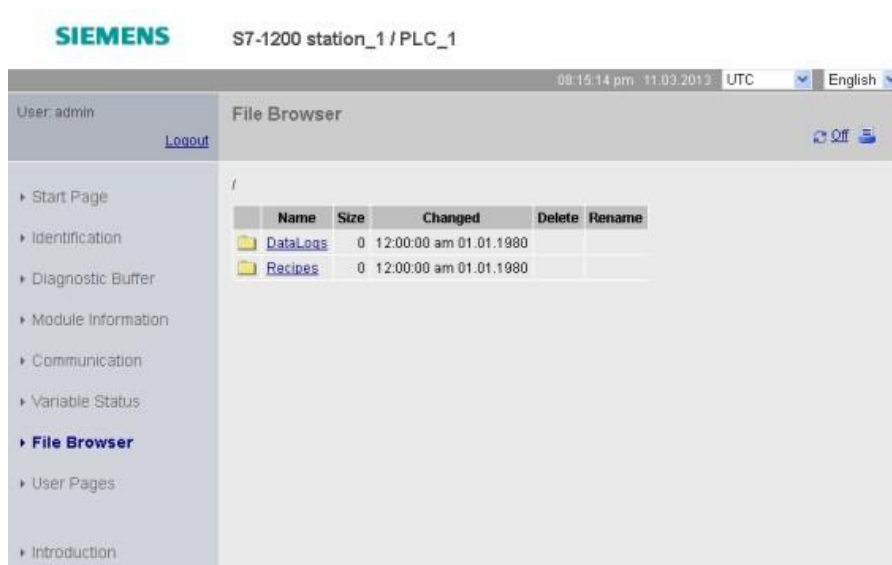 SIEMENS S7-1200 station_1 / PLC_1
08:15:14 pm 11.03.2013 UTC English
User: admin File Browser
Logout Off
Start Page
Identification
Diagnostic Buffer
Module Information
Communication
Variable Status
File Browser
User Pages
Introduction
/
Name Size Changed Delete Rename
DataLogs 0 12:00:00 am 01.01.1980
Recipes 0 12:00:00 am 01.01.1980